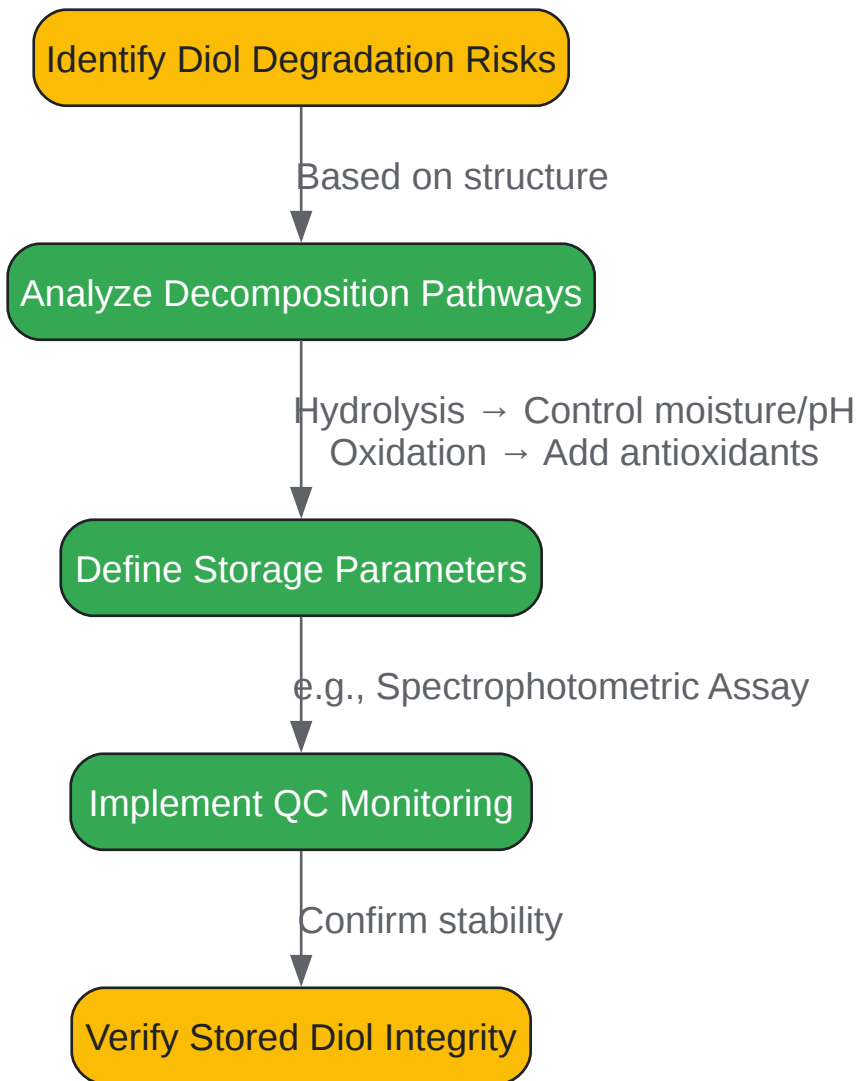 Identify Diol Degradation Risks
Based on structure
Analyze Decomposition Pathways
Hydrolysis → Control moisture/pH
Oxidation → Add antioxidants
Define Storage Parameters
e.g., Spectrophotometric Assay
Implement QC Monitoring
Confirm stability
Verify Stored Diol Integrity